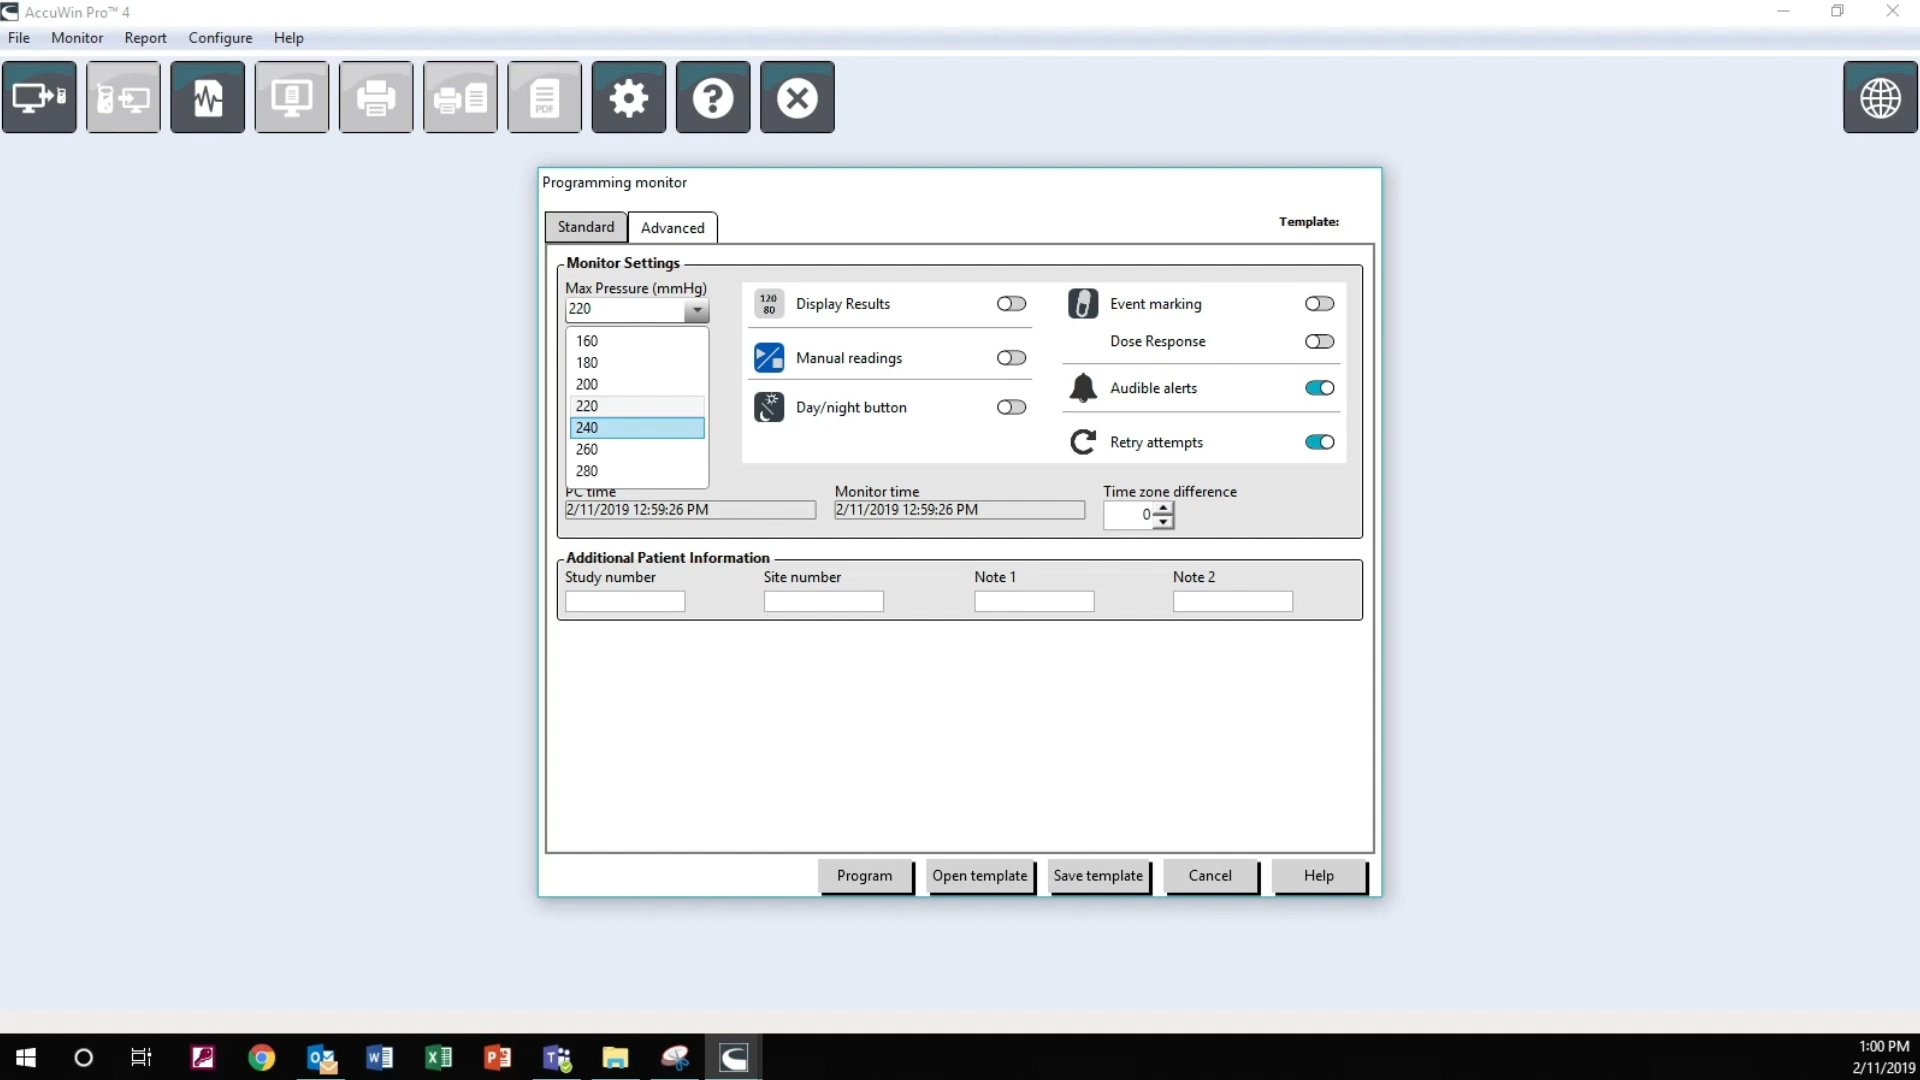 AccuWin Pro™ 4
File Monitor Report Configure Help
PDF
Programming monitor
Standard Advanced Template:
Monitor Settings
Max Pressure (mmHg)
220
160
180
200
220
240
260
280
120
80
Display Results
Manual readings
Day/night button
Event marking
Dose Response
Audible alerts
Retry attempts
PC time Monitor time Time zone difference
2/11/2019 12:59:26 PM 2/11/2019 12:59:26 PM 0
Additional Patient Information
Study number Site number Note 1 Note 2
Program Open template Save template Cancel Help
1:00 PM
2/11/2019